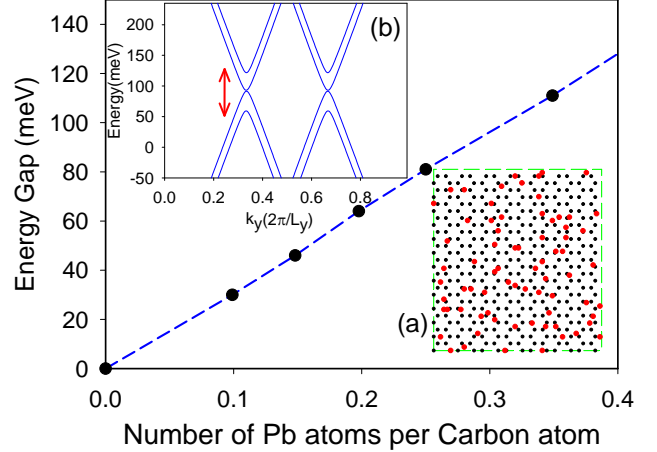 Energy Gap (meV)
140
120
100
80
60
40
20
0
0.0 0.1 0.2 0.3 0.4
Number of Pb atoms per Carbon atom
(b)
Energy(meV)
200
150
100
50
0
-50
0.0 0.2 0.4 0.6 0.8
ky(2π/Ly)
(a)